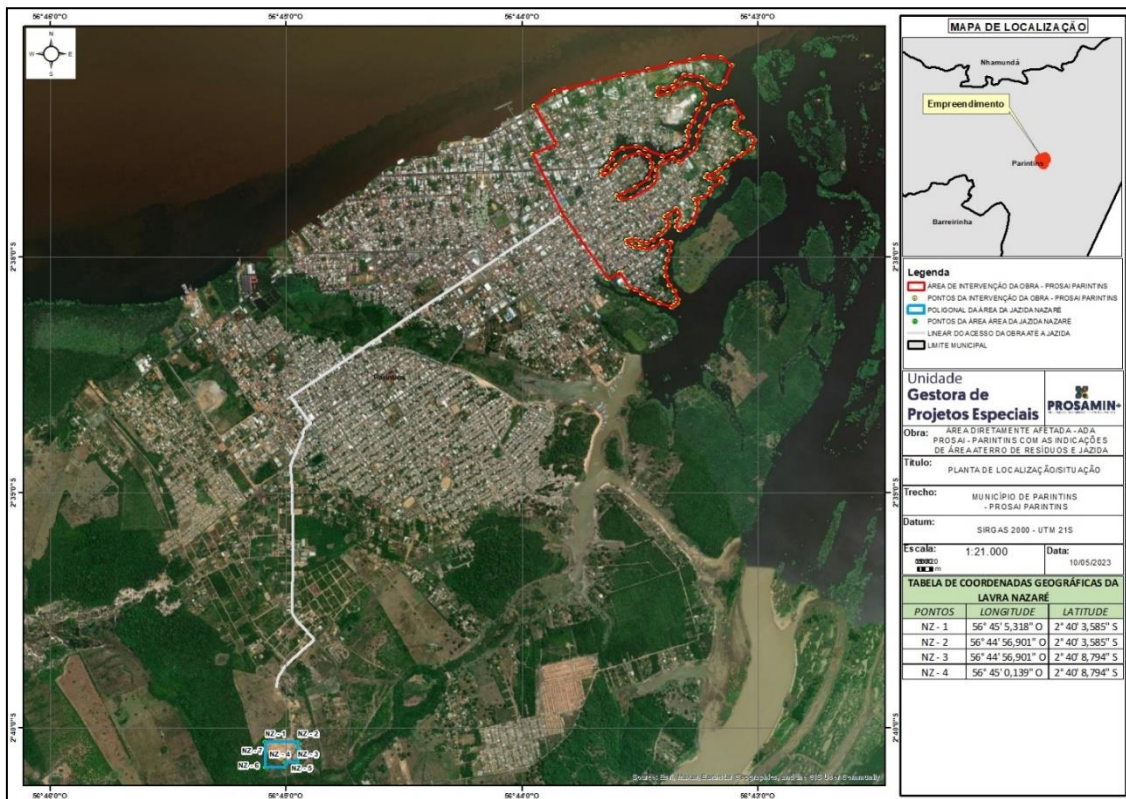 56°46'0"O
56°45'0"O
56°44'0"O
56°43'0"O
N
W
E
S
2°38'0"S
2°38'0"S
2°39'0"S
2°39'0"S
2°40'0"S
2°40'0"S
NZ - 1
NZ - 2
NZ - 7
NZ - 4
NZ - 3
NZ - 6
NZ - 5
56°46'0"O
56°45'0"O
56°44'0"O
56°43'0"O
MAPA DE LOCALIZAÇÃO
Nhamundá
Empreendimento
Parintins
Barreirinha
Legenda
ÁREA DE INTERVENÇÃO DA OBRA - PROSAI PARINTINS
PONTOS DA INTERVENÇÃO DA OBRA - PROSAI PARINTINS
POLIGONAL DA ÁREA DA JAZIDA NAZARÉ
PONTOS DA ÁREA ÁREA DA JAZIDA NAZARÉ
LINEAR DO ACESSO DA OBRA ATÉ A JAZIDA
LIMITE MUNICIPAL
Unidade
Gestora de
Projetos Especiais
PROSAMIN+
Obra: ÁREA DIRETAMENTE AFETADA - ADA
PROSAI - PARINTINS COM AS INDICAÇÕES
DE ÁREA ATERRO DE RESÍDUOS E JAZIDA
Título:
PLANTA DE LOCALIZAÇÃO/SITUAÇÃO
Trecho:
MUNICÍPIO DE PARINTINS
- PROSAI PARINTINS
Datum:
SIRGAS 2000 - UTM 21S
Escala: 1:21.000
m
Data:
10/05/2023
TABELA DE COORDENADAS GEOGRÁFICAS DA
LAVRA NAZARÉ
PONTOS LONGITUDE LATITUDE
NZ - 1 56° 45' 5,318" O 2° 40' 3,585" S
NZ - 2 56° 44' 56,901" O 2° 40' 3,585" S
NZ - 3 56° 44' 56,901" O 2° 40' 8,794" S
NZ - 4 56° 45' 0,139" O 2° 40' 8,794" S